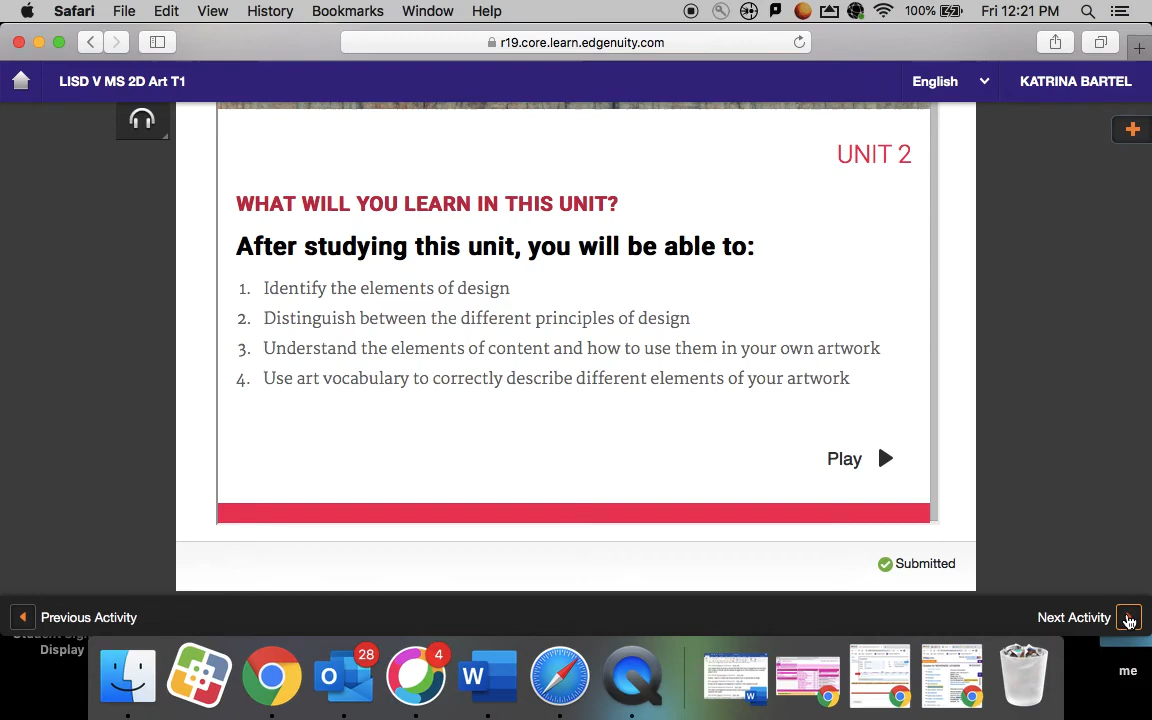 Safari File Edit View History Bookmarks Window Help 100% Fri 12:21 PM
r19.core.learn.edgenuity.com
LISD V MS 2D Art T1 English KATRINA BARTEL
UNIT 2
WHAT WILL YOU LEARN IN THIS UNIT?
After studying this unit, you will be able to:
1. Identify the elements of design
2. Distinguish between the different principles of design
3. Understand the elements of content and how to use them in your own artwork
4. Use art vocabulary to correctly describe different elements of your artwork
Play
Submitted
Previous Activity Next Activity
Display
me
28
4
W